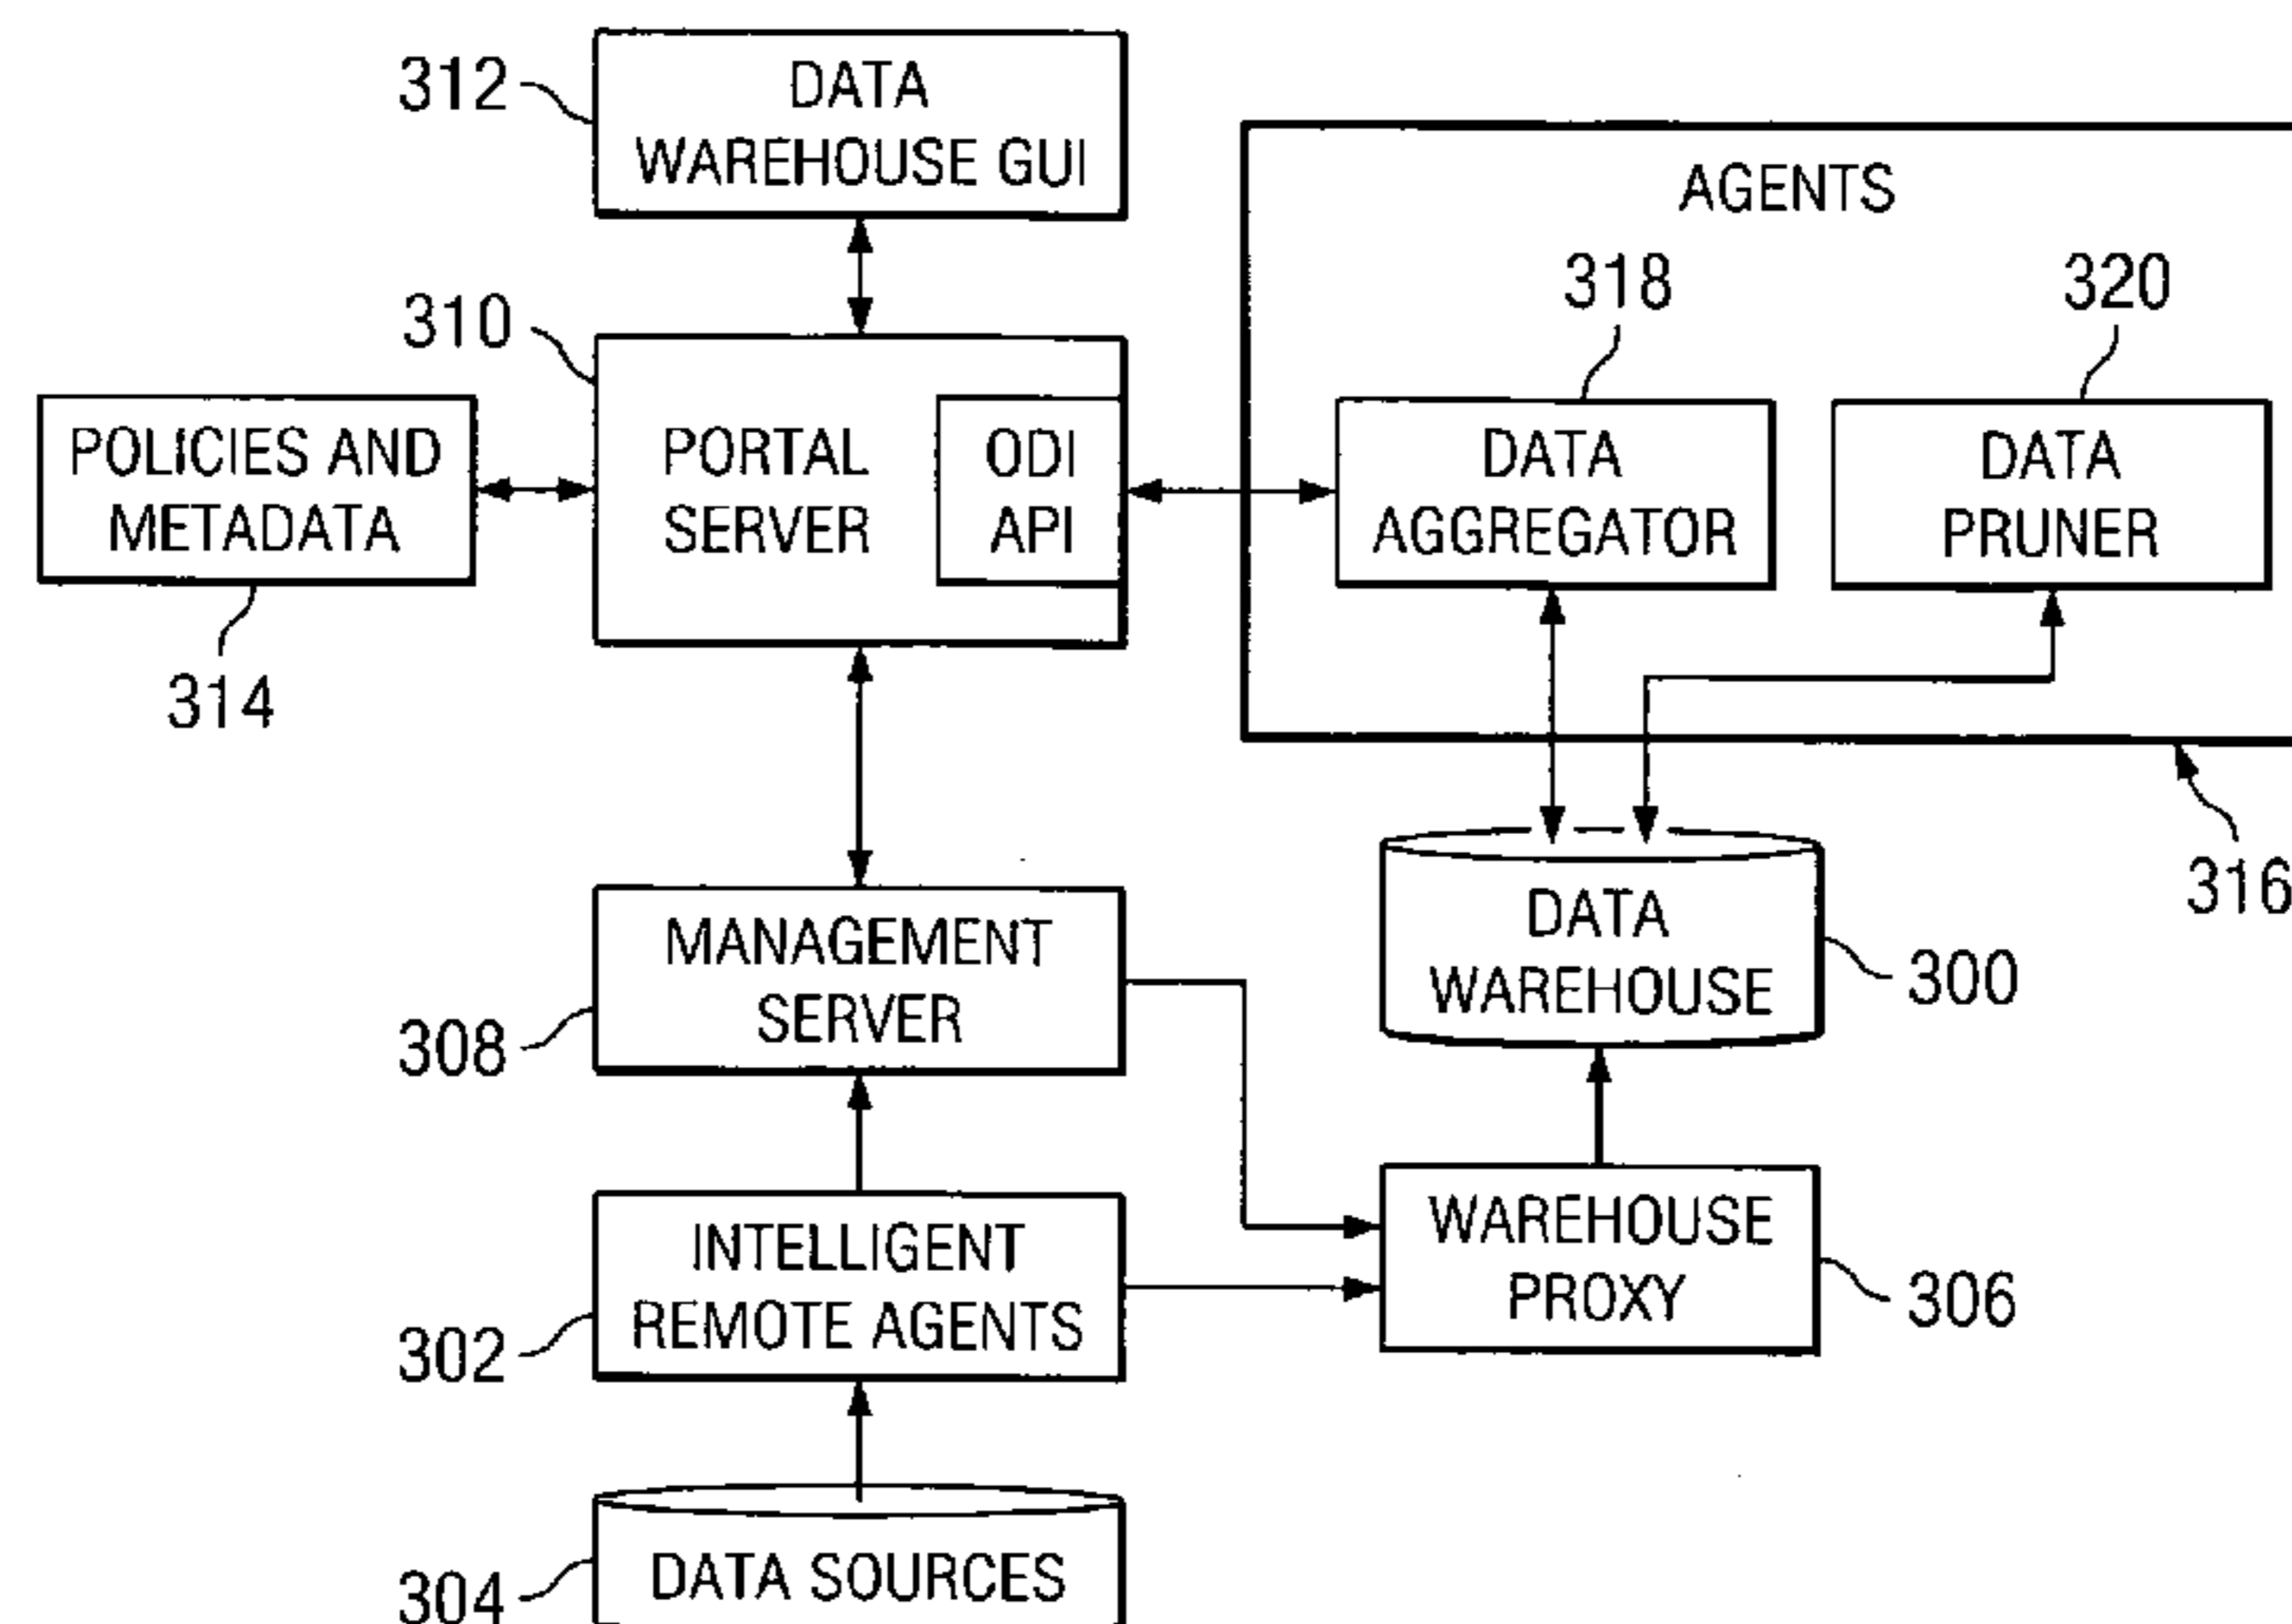 312
DATA
WAREHOUSE GUI
AGENTS
318
320
310
POLICIES AND
METADATA
PORTAL
SERVER
ODI
API
DATA
AGGREGATOR
DATA
PRUNER
314
316
MANAGEMENT
SERVER
308
DATA
WAREHOUSE
300
INTELLIGENT
REMOTE AGENTS
302
WAREHOUSE
PROXY
306
DATA SOURCES
304